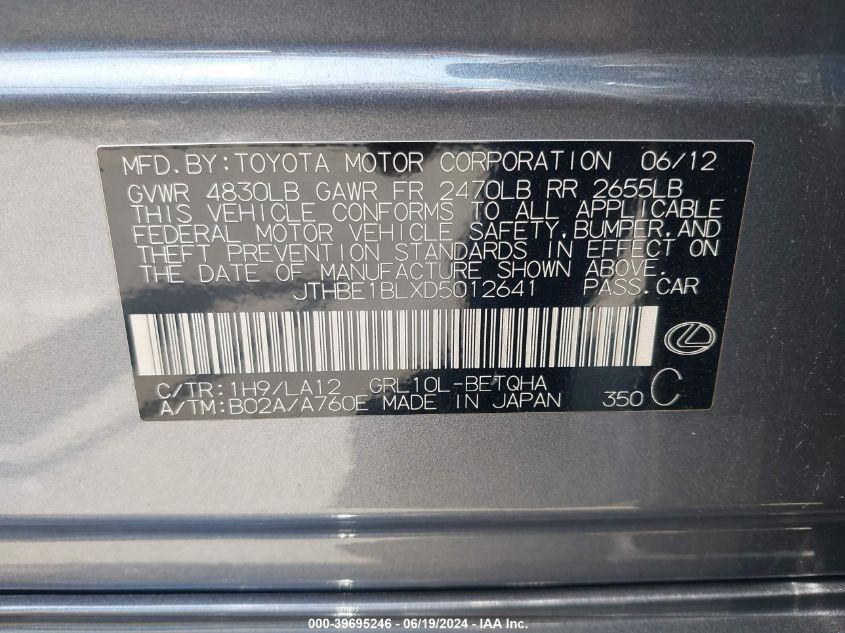 MFD.BY:TOYOTA MOTOR CORPORATION 06/12
GVWR 4830LB GAWR FR 2470LB RR 2655LB
THIS VEHICLE CONFORMS TO ALL APPLICABLE
FEDERAL MOTOR VEHICLE SAFETY,BUMPER,AND
THEFT PREVENTION STANDARDS IN EFFECT ON
THE DATE OF MANUFACTURE SHOWN ABOVE.
JTHBE1BLXD5012641 PASS.CAR
C/TR:1H9/LA12 GRL10L-BETQHA
A/TM:B02A/A760E MADE IN JAPAN 350 C
000-39695246 - 06/19/2024 - IAA Inc.